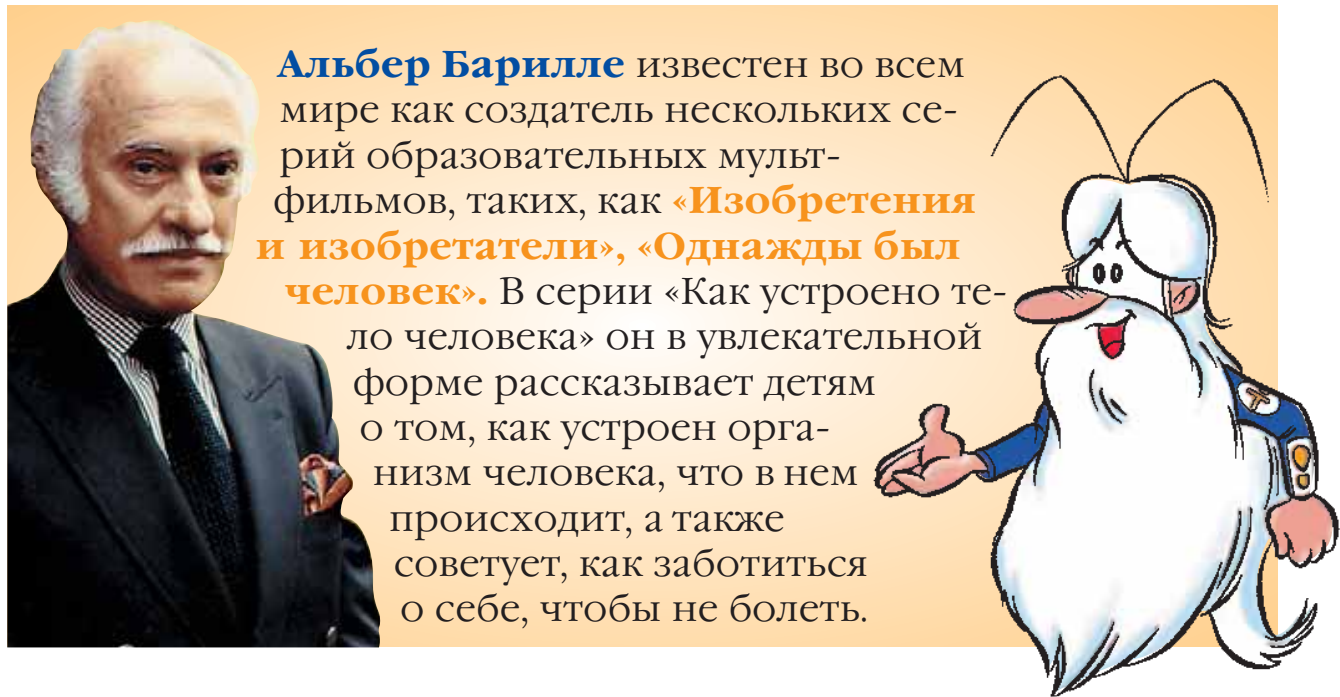 Альбер Барилле известен во всем
мире как создатель нескольких се-
рий образовательных мульт-
фильмов, таких, как «Изобретения
и изобретатели», «Однажды был
человек». В серии «Как устроено те-
ло человека» он в увлекательной
форме рассказывает детям
о том, как устроен орга-
низм человека, что в нем
происходит, а также
советует, как заботиться
о себе, чтобы не болеть.